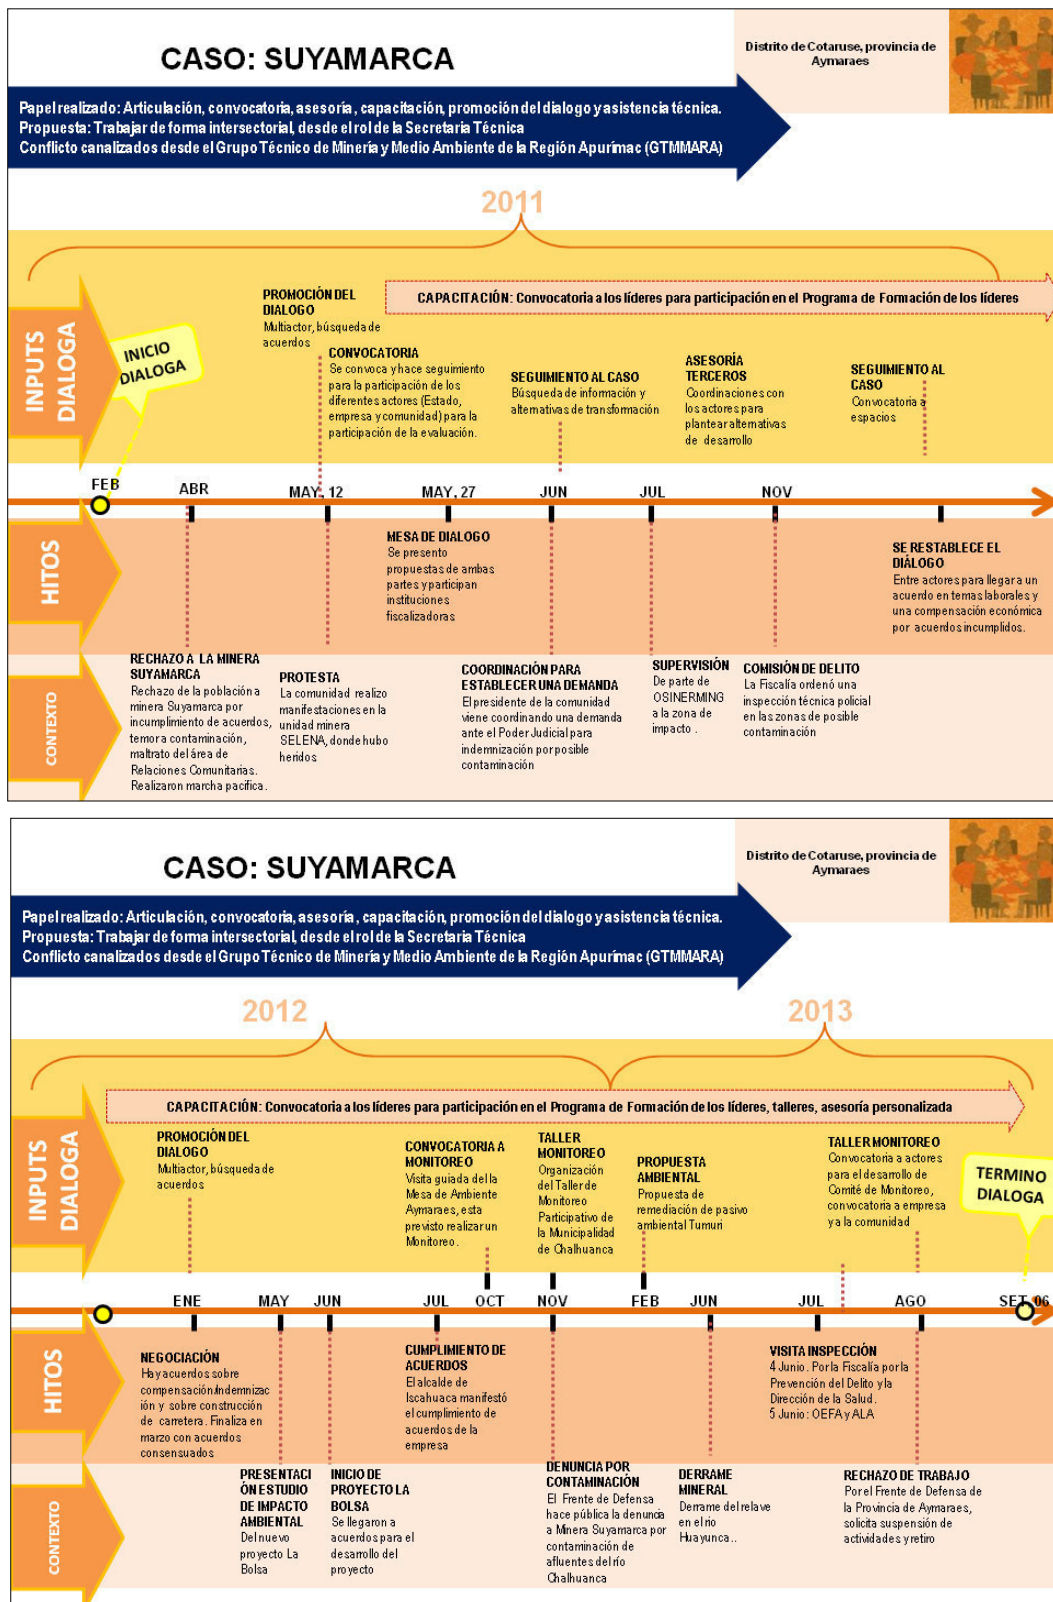 CASO: SUYAMARCA
Distrito de Cotaruse, provincia de
Aymaraes
Papel realizado: Articulación, convocatoria, asesoría, capacitación, promoción del dialogo y asistencia técnica.
Propuesta: Trabajar de forma intersectorial, desde el rol de la Secretaria Técnica
Conflicto canalizados desde el Grupo Técnico de Minería y Medio Ambiente de la Región Apurímac (GTMMARA)
2011
INPUTS
DIALOGA
INICIO
DIALOGA
PROMOCIÓN DEL
DIALOGO
Multiactor, búsqueda de
acuerdos
CAPACITACIÓN: Convocatoria a los líderes para participación en el Programa de Formación de los líderes
CONVOCATORIA
Se convoca y hace seguimiento
para la participación de los
diferentes actores (Estado,
empresa y comunidad) para la
participación de la evaluación.
SEGUIMIENTO AL CASO
Búsqueda de información y
alternativas de transformación
ASESORÍA
TERCEROS
Coordinaciones con
los actores para
plantear alternativas
de desarrollo
SEGUIMIENTO AL
CASO
Convocatoria a
espacios
FEB
ABR
MAY, 12
MAY, 27
JUN
JUL
NOV
HITOS
MESA DE DIALOGO
Se presento
propuestas de ambas
partes y participan
instituciones
fiscalizadoras
SE RESTABLECE EL
DIÁLOGO
Entre actores para llegar a un
acuerdo en temas laborales y
una compensación económica
por acuerdos incumplidos.
CONTEXTO
RECHAZO A LA MINERA
SUYAMARCA
Rechazo de la población a
minera Suyamarca por
incumplimiento de acuerdos,
temor a contaminación,
maltrato del área de
Relaciones Comunitarias.
Realizaron marcha pacifica.
PROTESTA
La comunidad realizo
manifestaciones en la
unidad minera
SELENA, donde hubo
heridos
COORDINACIÓN PARA
ESTABLECER UNA DEMANDA
El presidente de la comunidad
viene coordinando una demanda
ante el Poder Judicial para
indemnización por posible
contaminación
SUPERVISIÓN
De parte de
OSINERMING
a la zona de
impacto .
COMISIÓN DE DELITO
La Fiscalía ordenó una
inspección técnica policial
en las zonas de posible
contaminación
CASO: SUYAMARCA
Distrito de Cotaruse, provincia de
Aymaraes
Papel realizado: Articulación, convocatoria, asesoría, capacitación, promoción del dialogo y asistencia técnica.
Propuesta: Trabajar de forma intersectorial, desde el rol de la Secretaria Técnica
Conflicto canalizados desde el Grupo Técnico de Minería y Medio Ambiente de la Región Apurímac (GTMMARA)
2012
2013
INPUTS
DIALOGA
CAPACITACIÓN: Convocatoria a los líderes para participación en el Programa de Formación de los líderes, talleres, asesoría personalizada
PROMOCIÓN DEL
DIALOGO
Multiactor, búsqueda de
acuerdos
CONVOCATORIA A
MONITOREO
Visita guiada del la
Mesa de Ambiente
Aymaraes, esta
previsto realizar un
Monitoreo.
TALLER
MONITOREO
Organización
del Taller de
Monitoreo
Participativo de
la Municipalidad
de Chalhuanca
PROPUESTA
AMBIENTAL
Propuesta de
remediación de pasivo
ambiental Tumuri
TALLER MONITOREO
Convocatoria a actores
para el desarrollo de
Comité de Monitoreo,
convocatoria a empresa
y a la comunidad
TERMINO
DIALOGA
ENE
MAY
JUN
JUL
OCT
NOV
FEB
JUN
JUL
AGO
SET, 06
HITOS
NEGOCIACIÓN
Hay acuerdos sobre
compensación/indemnizac
ión y sobre construcción
de carretera. Finaliza en
marzo con acuerdos
consensuados
CUMPLIMIENTO DE
ACUERDOS
El alcalde de
Iscahuaca manifestó
el cumplimiento de
acuerdos de la
empresa
VISITA INSPECCIÓN
4 Junio. Por la Fiscalía por la
Prevención del Delito y la
Dirección de la Salud.
5 Junio: OEFA y ALA
CONTEXTO
PRESENTACI
ÓN ESTUDIO
DE IMPACTO
AMBIENTAL
Del nuevo
proyecto La
Bolsa
INICIO DE
PROYECTO LA
BOLSA
Se llegaron a
acuerdos para el
desarrollo del
proyecto
DENUNCIA POR
CONTAMINACIÓN
El Frente de Defensa
hace pública la denuncia
a Minera Suyamarca por
contaminación de
afluentes del río
Chalhuanca
DERRAME
MINERAL
Derrame del relave
en el rio
Huayunca..
RECHAZO DE TRABAJO
Por el Frente de Defensa de
la Provincia de Aymaraes,
solicita suspensión de
actividades y retiro